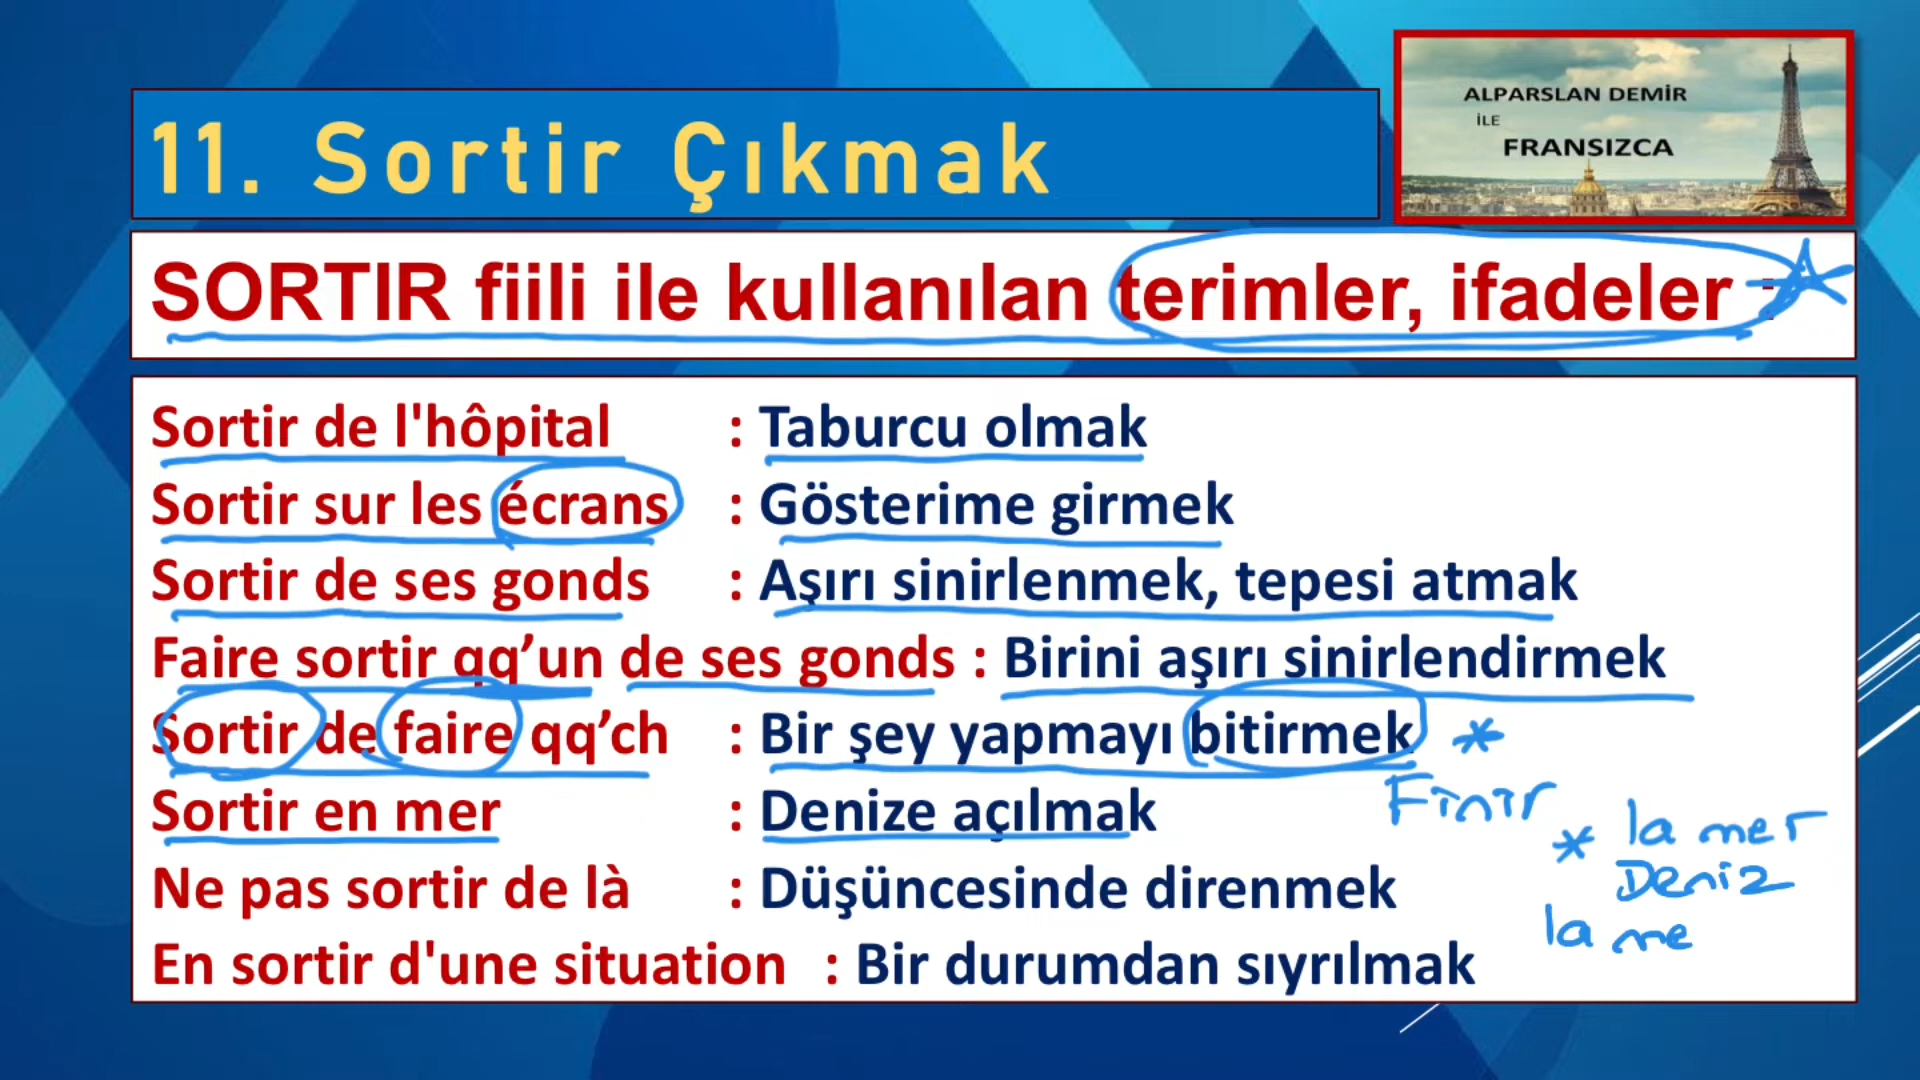 11. Sortir Çıkmak
ALPARSLAN DEMİR
İLE
FRANSIZCA
SORTIR fiili ile kullanılan terimler, ifadeler :
Sortir de l'hôpital : Taburcu olmak
Sortir sur les écrans : Gösterime girmek
Sortir de ses gonds : Aşırı sinirlenmek, tepesi atmak
Faire sortir qq’un de ses gonds : Birini aşırı sinirlendirmek
Sortir de faire qq’ch : Bir şey yapmayı bitirmek *
Finir
Sortir en mer : Denize açılmak
* la mer
Deniz
Ne pas sortir de là : Düşüncesinde direnmek
la me
En sortir d'une situation : Bir durumdan sıyrılmak